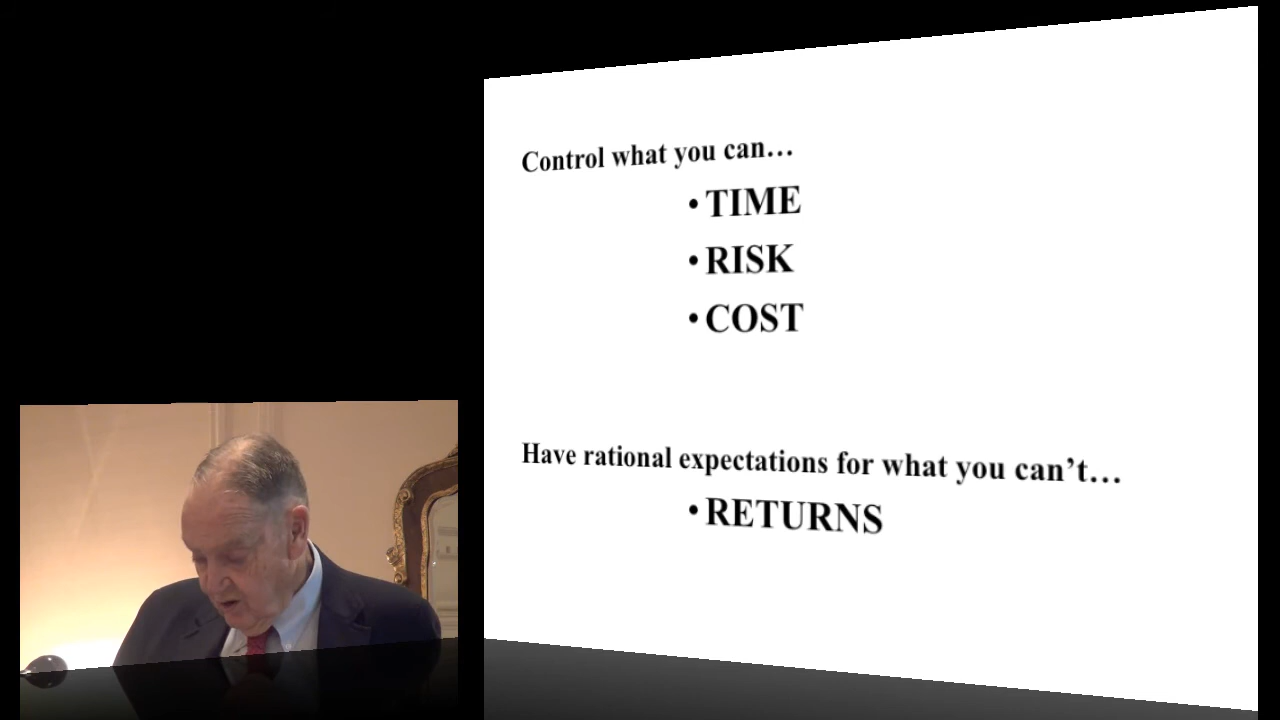 Control what you can…
• TIME
• RISK
• COST
Have rational expectations for what you can’t…
• RETURNS